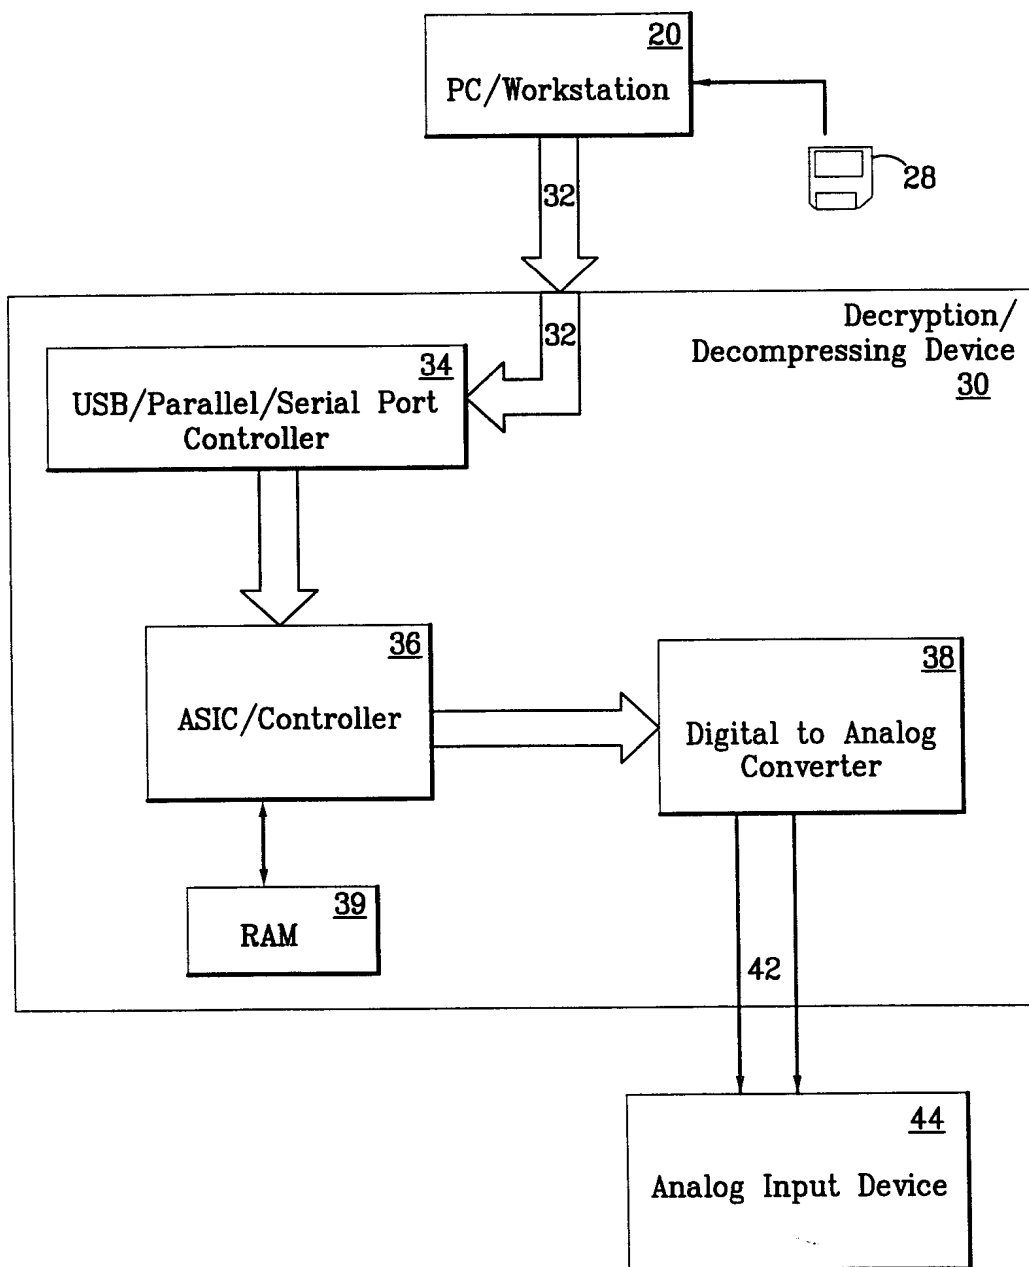 20
PC/Workstation
28
32
Decryption/
Decompressing Device
30
32
34
USB/Parallel/Serial Port
Controller
36
ASIC/Controller
38
Digital to Analog
Converter
39
RAM
42
44
Analog Input Device